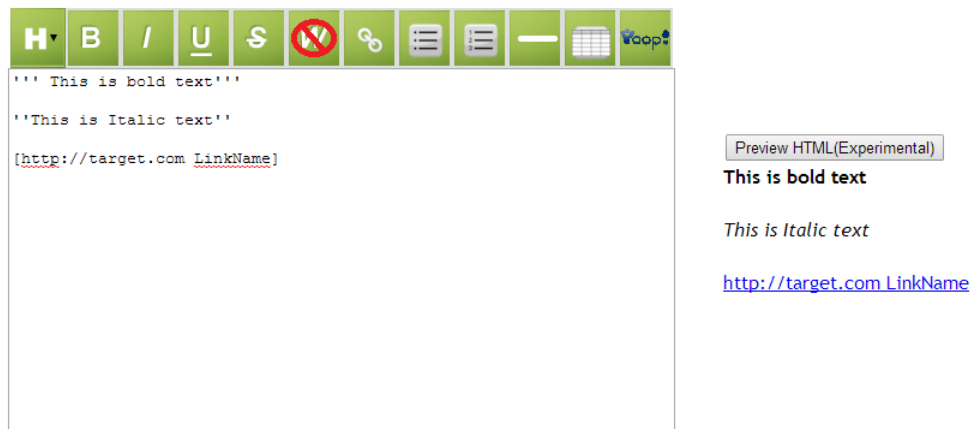 H B I U S W Yoop!
''' This is bold text'''
''This is Italic text''
[http://target.com LinkName]
Preview HTML(Experimental)
This is bold text
This is Italic text
http://target.com LinkName